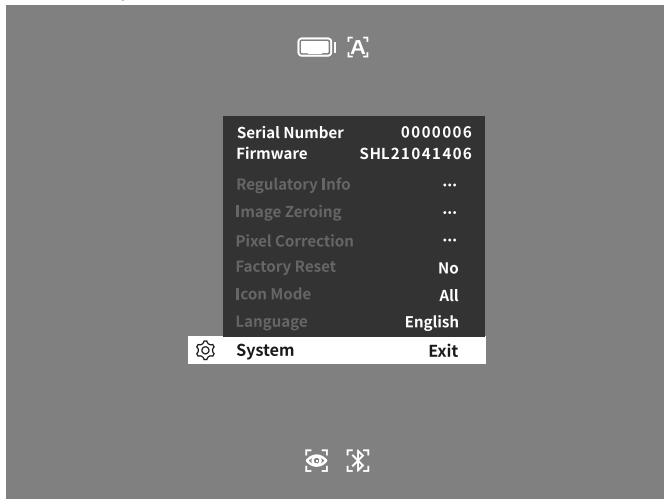 [A]
Serial Number 0000006
Firmware SHL21041406
Regulatory Info ...
Image Zeroing ...
Pixel Correction ...
Factory Reset No
Icon Mode All
Language English
System Exit